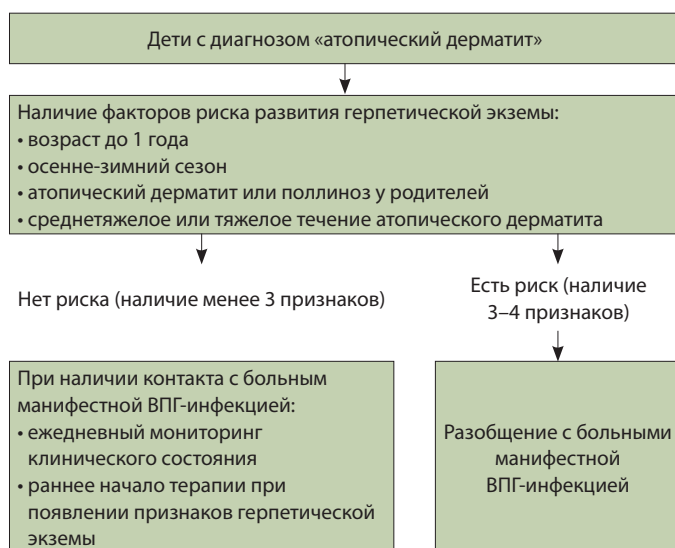 Дети с диагнозом «атопический дерматит»
Наличие факторов риска развития герпетической экземы:
• возраст до 1 года
• осенне-зимний сезон
• атопический дерматит или поллиноз у родителей
• среднетяжелое или тяжелое течение атопического дерматита
Нет риска (наличие менее 3 признаков)
Есть риск (наличие
3–4 признаков)
При наличии контакта с больным
манифестной ВПГ-инфекцией:
• ежедневный мониторинг
клинического состояния
• раннее начало терапии при
появлении признаков герпетической
экземы
Разобщение с больными
манифестной
ВПГ-инфекцией